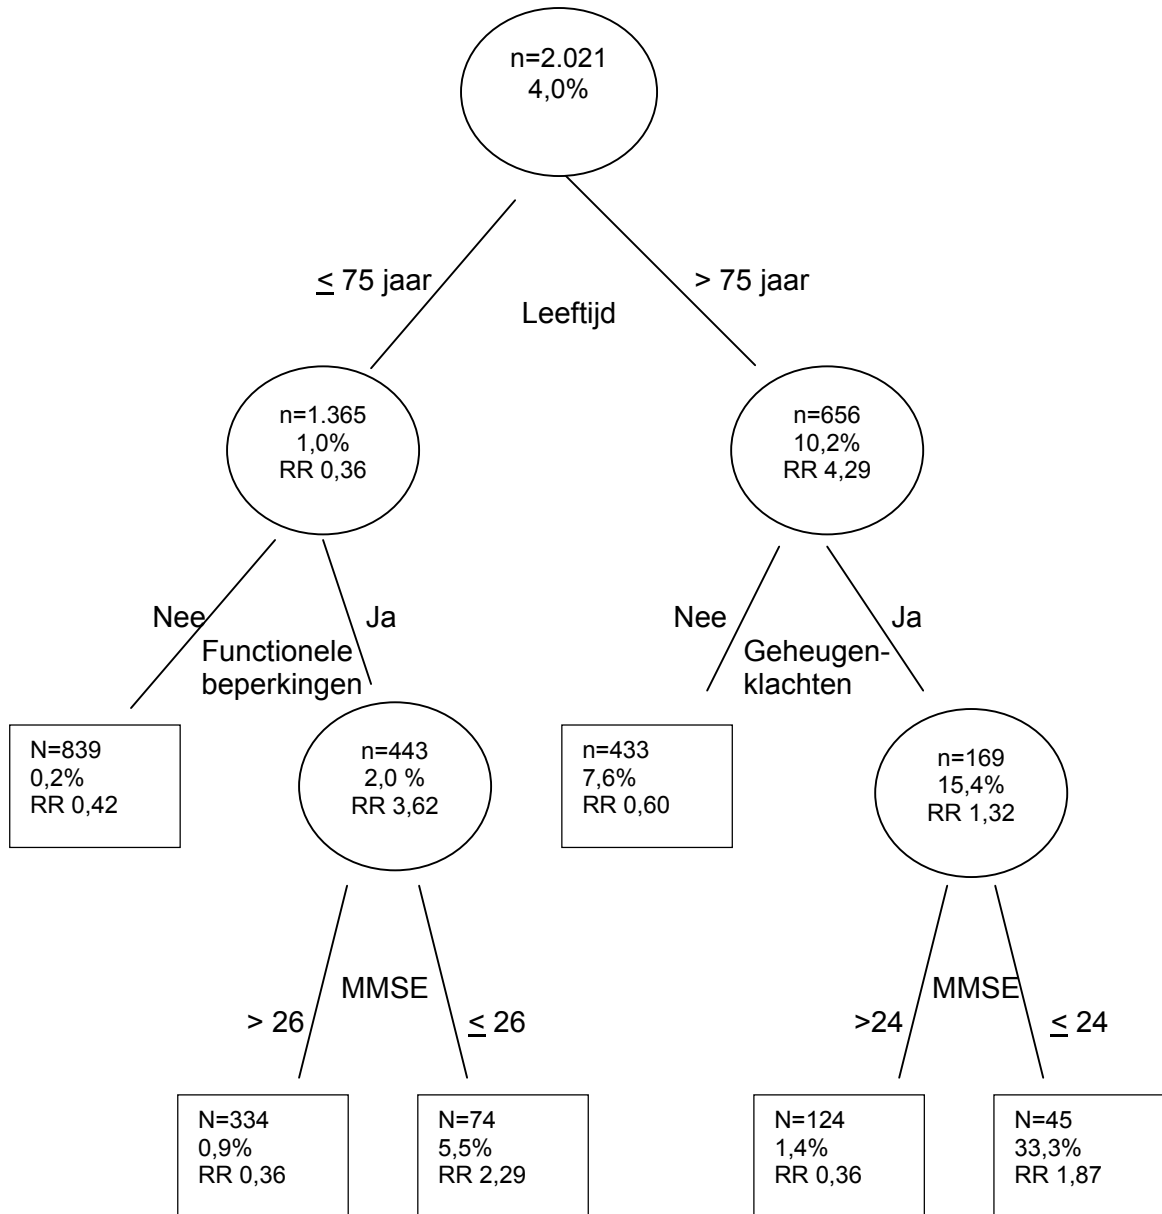 n=2.021
4,0%
≤ 75 jaar
> 75 jaar
Leeftijd
n=1.365
1,0%
RR 0,36
n=656
10,2%
RR 4,29
Nee
Ja
Functionele
beperkingen
Nee
Ja
Geheugen-
klachten
N=839
0,2%
RR 0,42
n=443
2,0 %
RR 3,62
n=433
7,6%
RR 0,60
n=169
15,4%
RR 1,32
MMSE
> 26
≤ 26
MMSE
>24
≤ 24
N=334
0,9%
RR 0,36
N=74
5,5%
RR 2,29
N=124
1,4%
RR 0,36
N=45
33,3%
RR 1,87